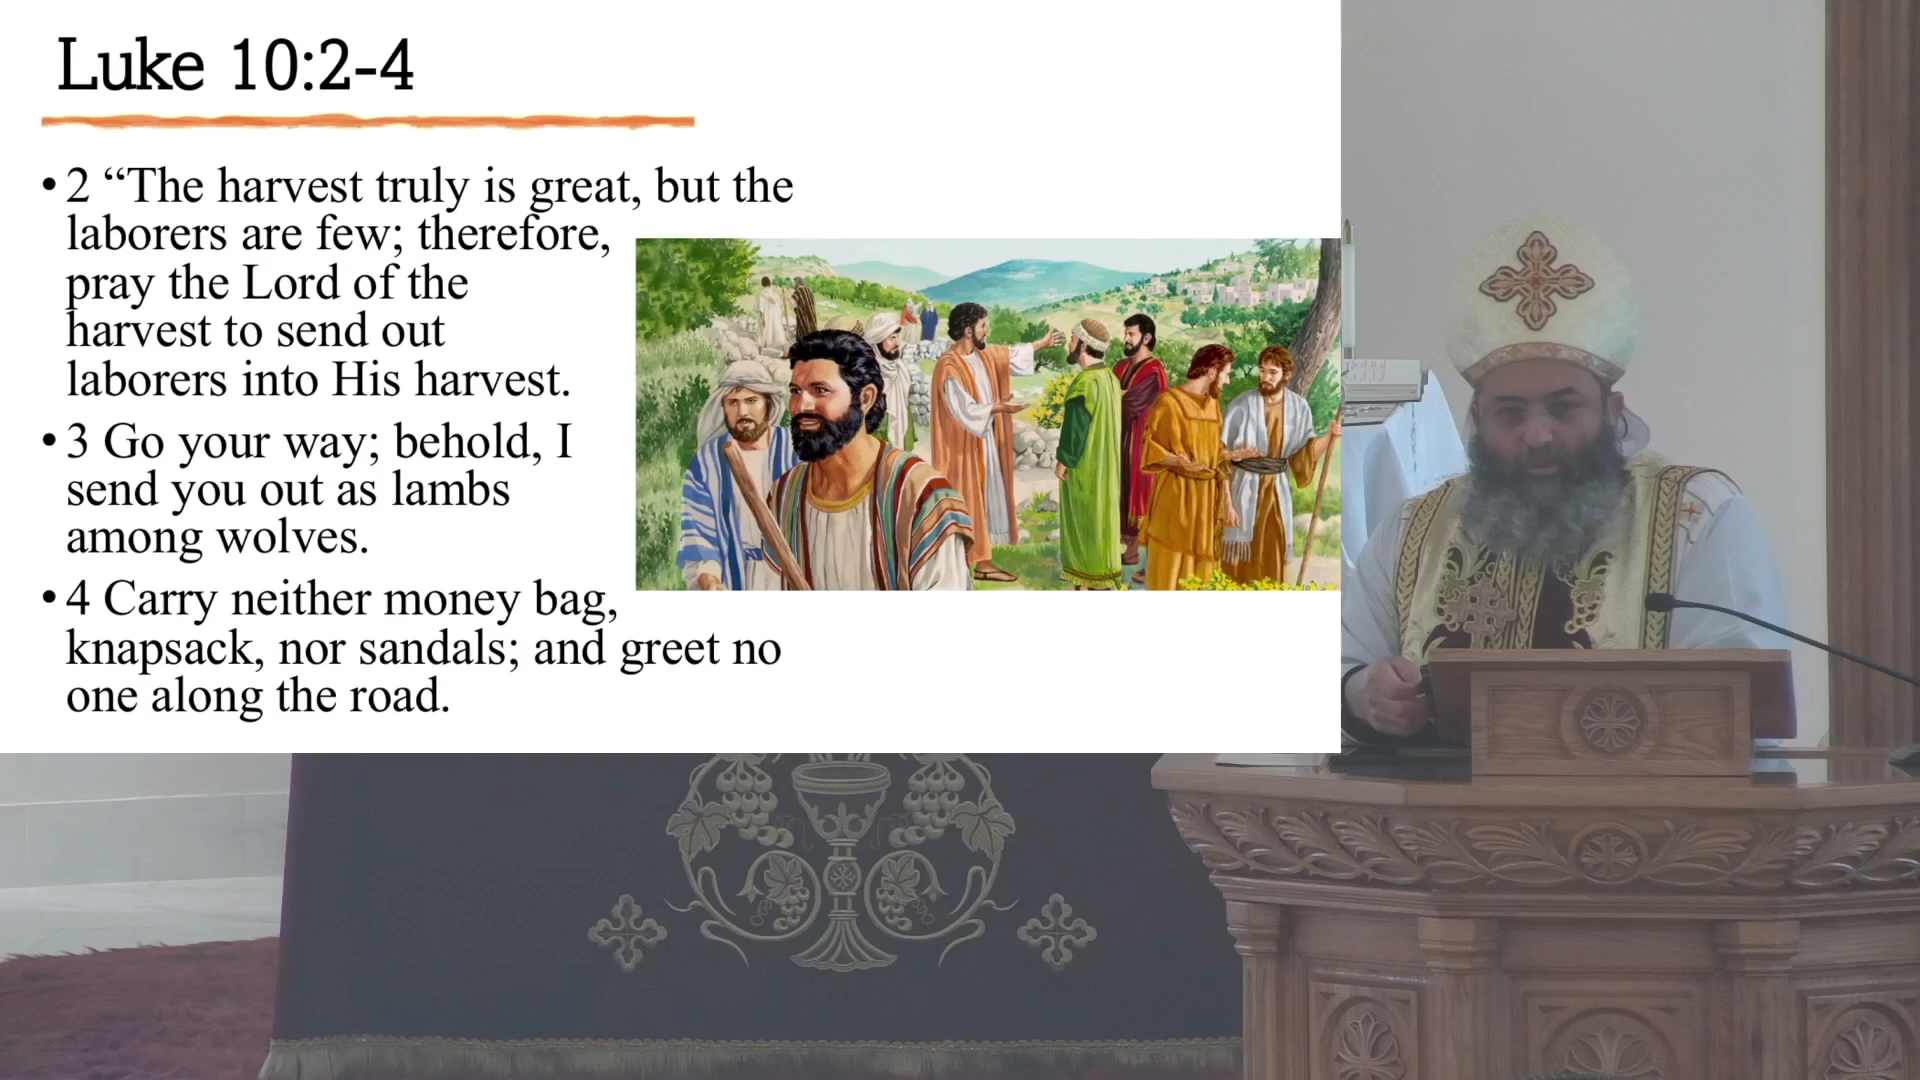 Luke 10:2-4
• 2 “The harvest truly is great, but the
laborers are few; therefore,
pray the Lord of the
harvest to send out
laborers into His harvest.
• 3 Go your way; behold, I
send you out as lambs
among wolves.
• 4 Carry neither money bag,
knapsack, nor sandals; and greet no
one along the road.